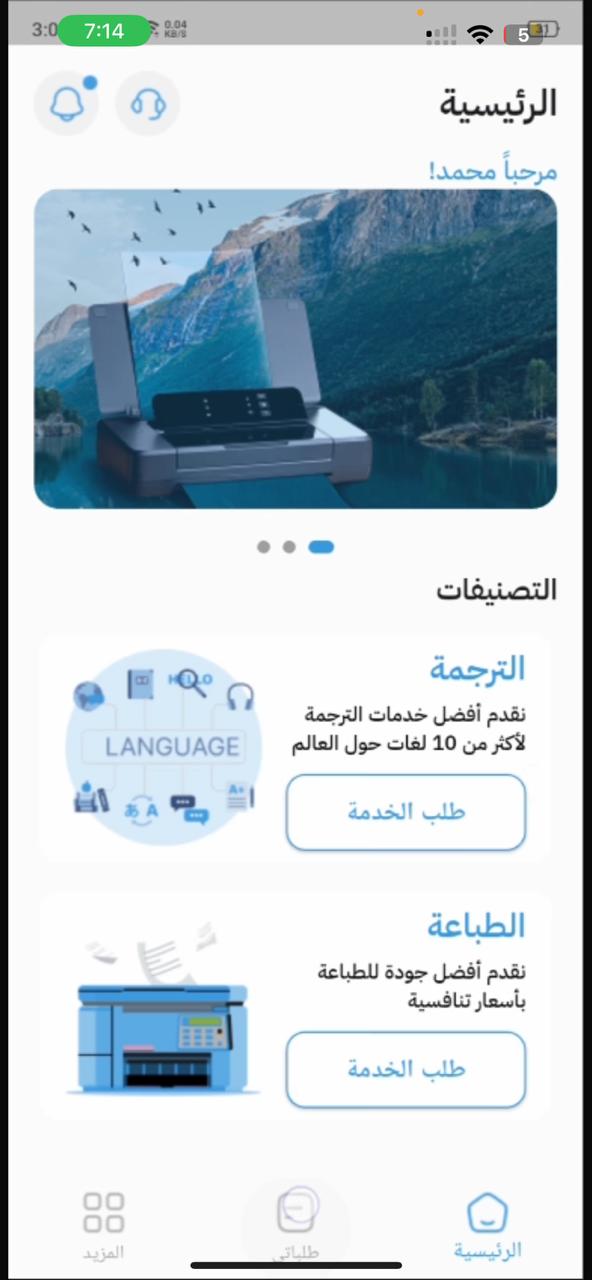 7:14
3:0
0.04
KB/S
31
5
الرئيسية
مرحباً محمد!
التصنيفات
الترجمة
نقدم أفضل خدمات الترجمة
لأكثر من 10 لغات حول العالم
طلب الخدمة
HELLO
LANGUAGE
あ A
A+
الطباعة
نقدم أفضل جودة للطباعة
بأسعار تنافسية
طلب الخدمة
الرئيسية
طلباتي
المزيد